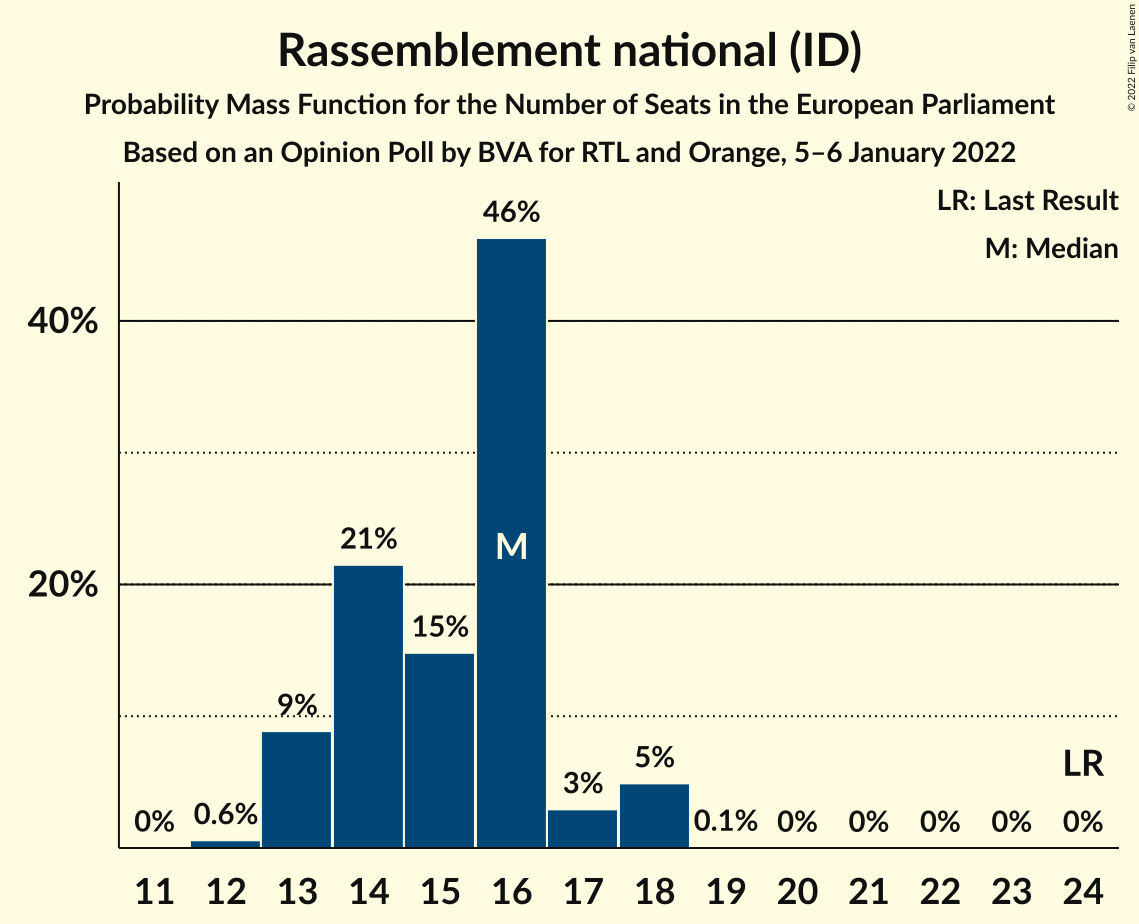 Rassemblement national (ID)
Probability Mass Function for the Number of Seats in the European Parliament
Based on an Opinion Poll by BVA for RTL and Orange, 5–6 January 2022
© 2022 Filip van Laenen
LR: Last Result
M: Median
46%
40%
M
21%
20%
15%
9%
LR
5%
3%
0% 0.6% 0.1% 0% 0% 0% 0% 0%
11 12 13 14 15 16 17 18 19 20 21 22 23 24